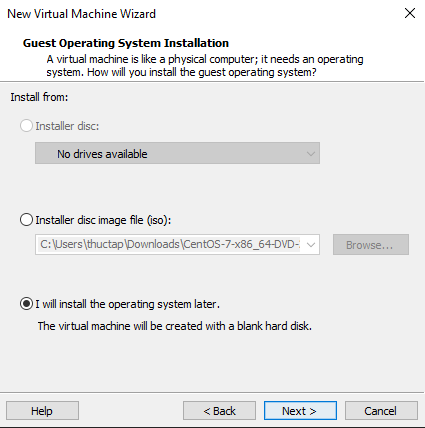 New Virtual Machine Wizard
Guest Operating System Installation
A virtual machine is like a physical computer; it needs an operating
system. How will you install the guest operating system?
Install from:
Installer disc:
No drives available
Installer disc image file (iso):
C:\Users\thuctap\Downloads\CentOS-7-x86_64-DVD-
Browse...
I will install the operating system later.
The virtual machine will be created with a blank hard disk.
Help
< Back
Next >
Cancel